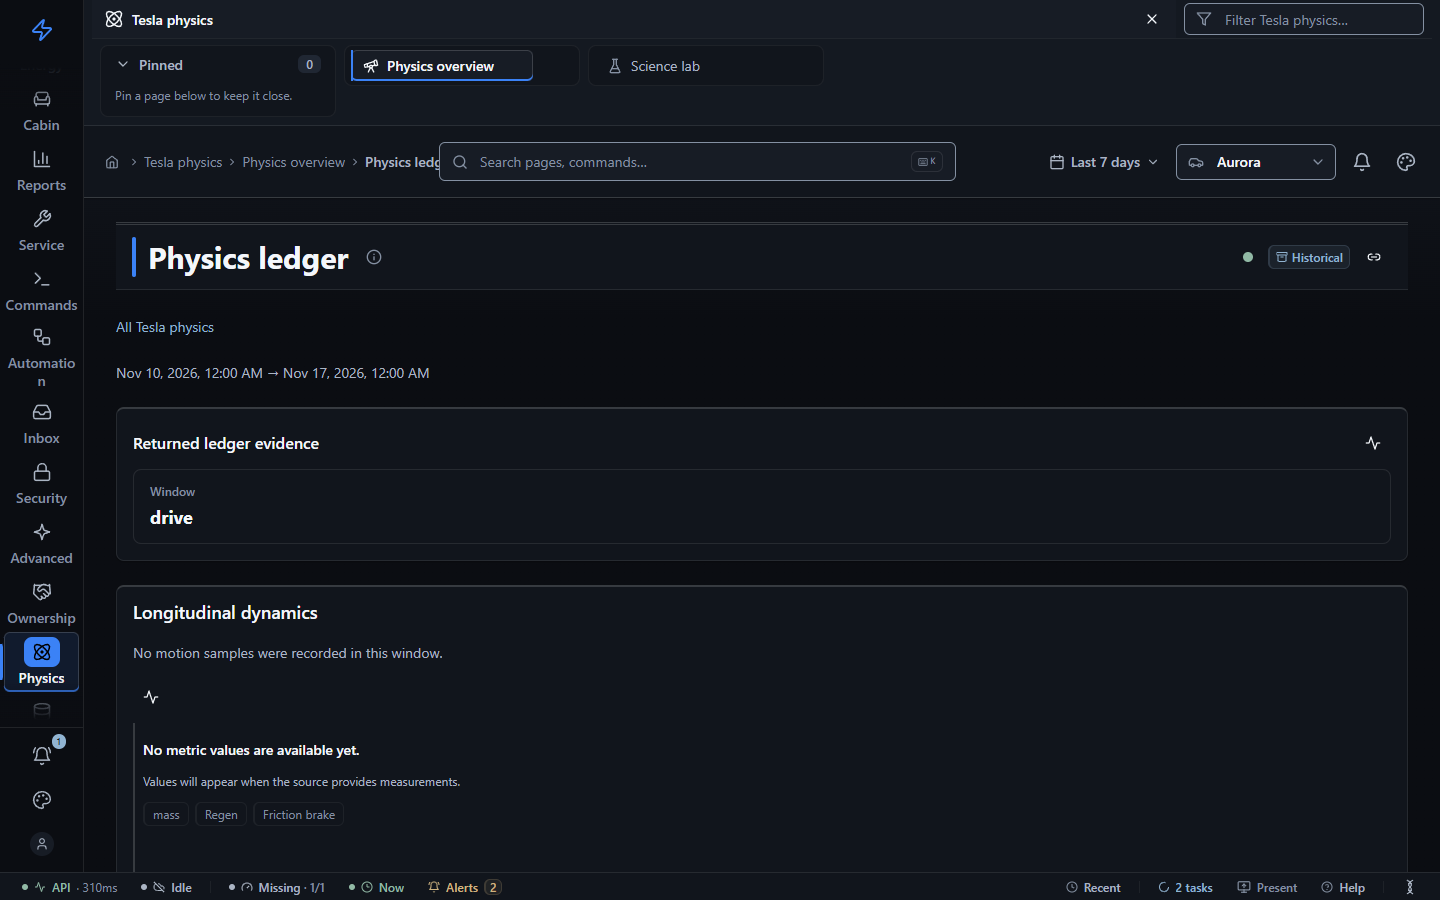 Tesla physics
Filter Tesla physics...
Pinned
0
Pin a page below to keep it close.
Physics overview
Science lab
Tesla physics
Physics overview
Physics ledg
Search pages, commands...
K
Last 7 days
Aurora
Cabin
Reports
Service
Commands
Automatio
n
Inbox
Security
Advanced
Ownership
Physics
1
Physics ledger
Historical
All Tesla physics
Nov 10, 2026, 12:00 AM → Nov 17, 2026, 12:00 AM
Returned ledger evidence
Window
drive
Longitudinal dynamics
No motion samples were recorded in this window.
No metric values are available yet.
Values will appear when the source provides measurements.
mass
Regen
Friction brake
API · 310ms
Idle
Missing · 1/1
Now
Alerts 2
Recent
2 tasks
Present
Help